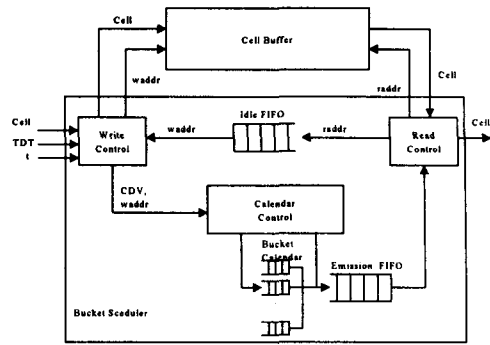 Cell
Cell Buffer
waddr
raddr
Cell
Cell
TDT
t
Write
Control
waddr
Idle FIFO
raddr
Read
Control
Cell
CDV,
waddr
Calendar
Control
Bucket
Calendar
Emission FIFO
Bucket Scaduler